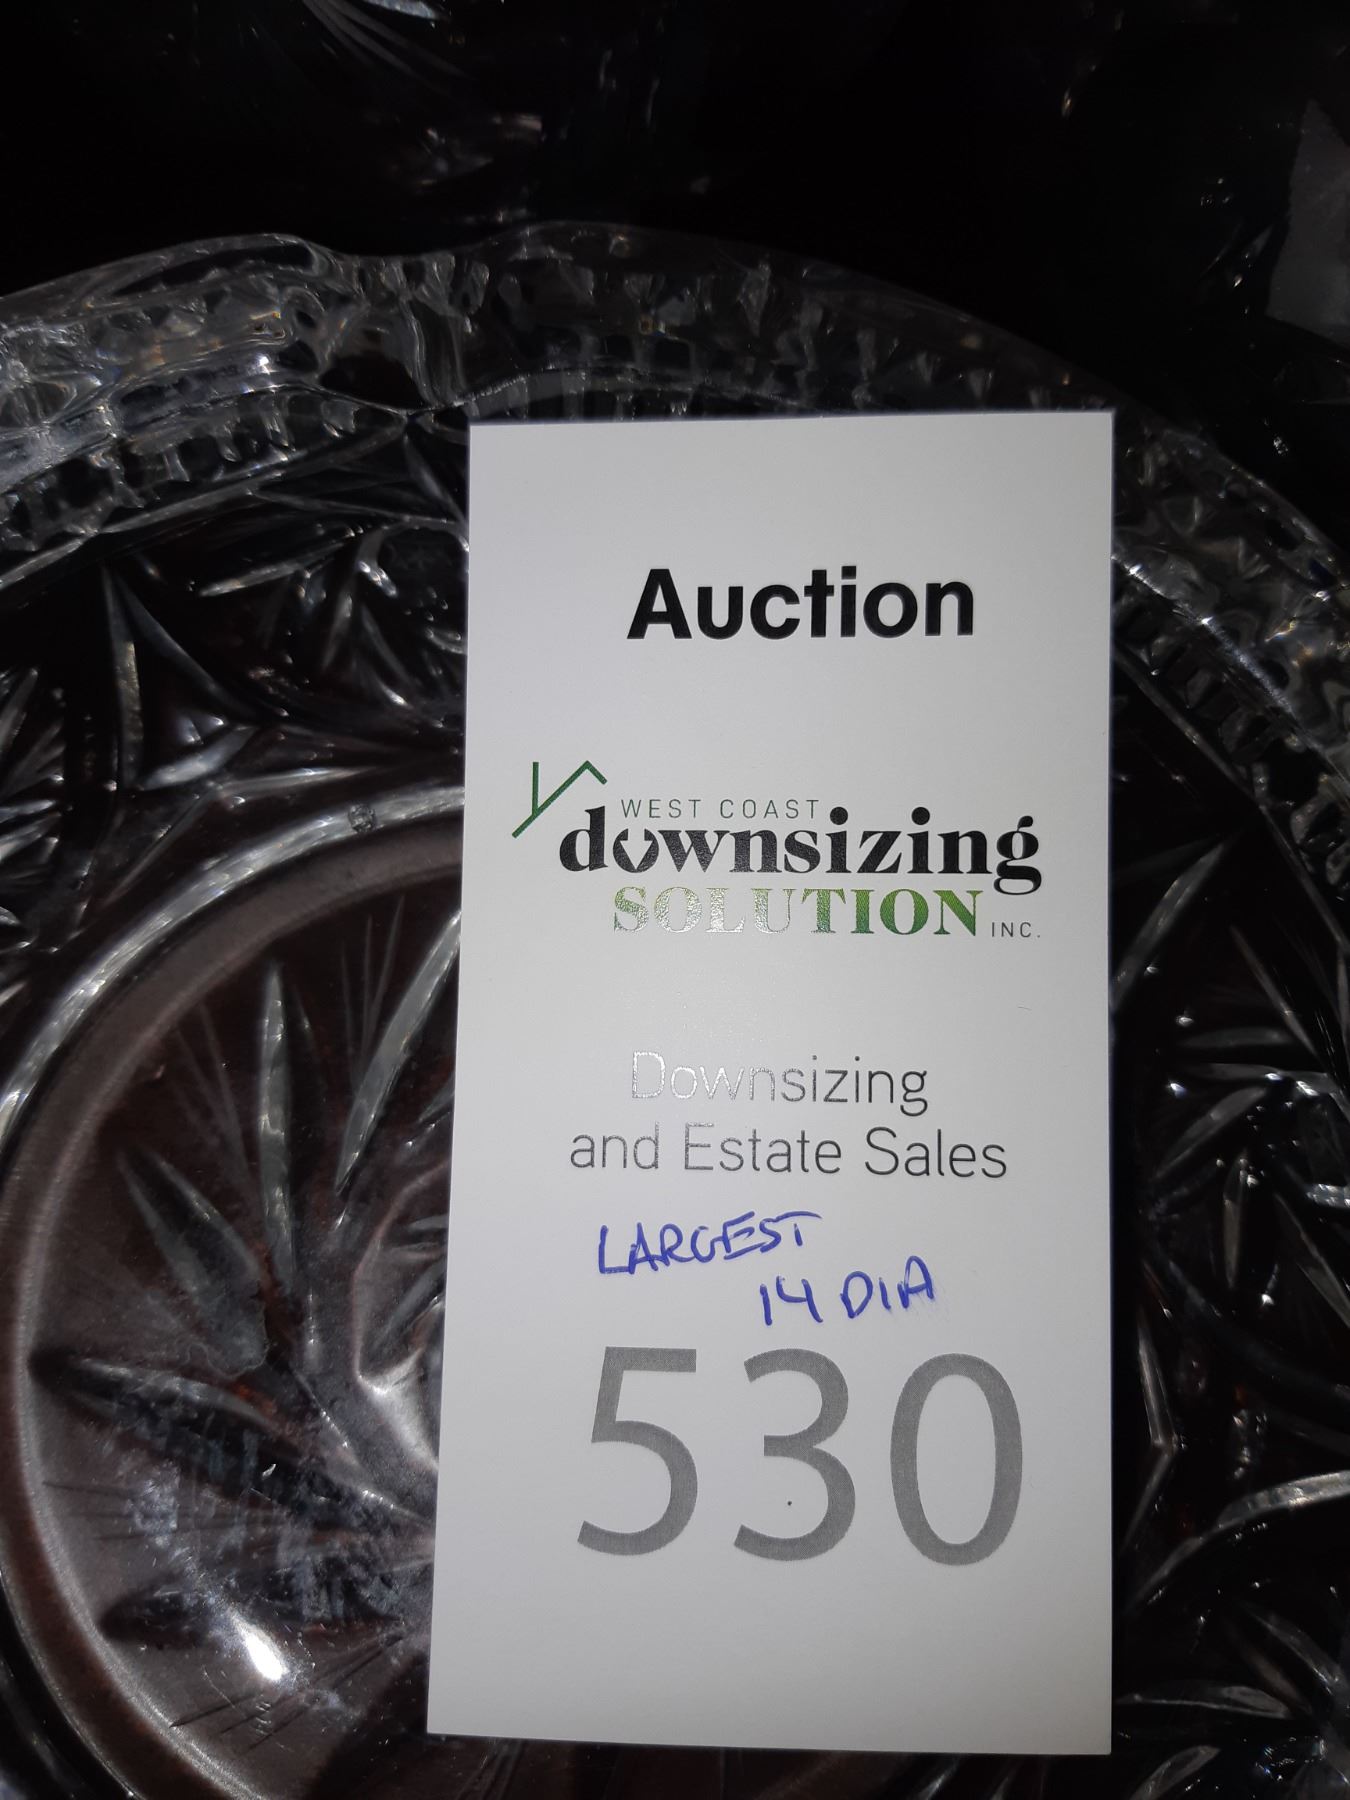 Auction
WEST COAST
downsizing
SOLUTION INC.
Downsizing
and Estate Sales
LARGEST
14 DIA
530